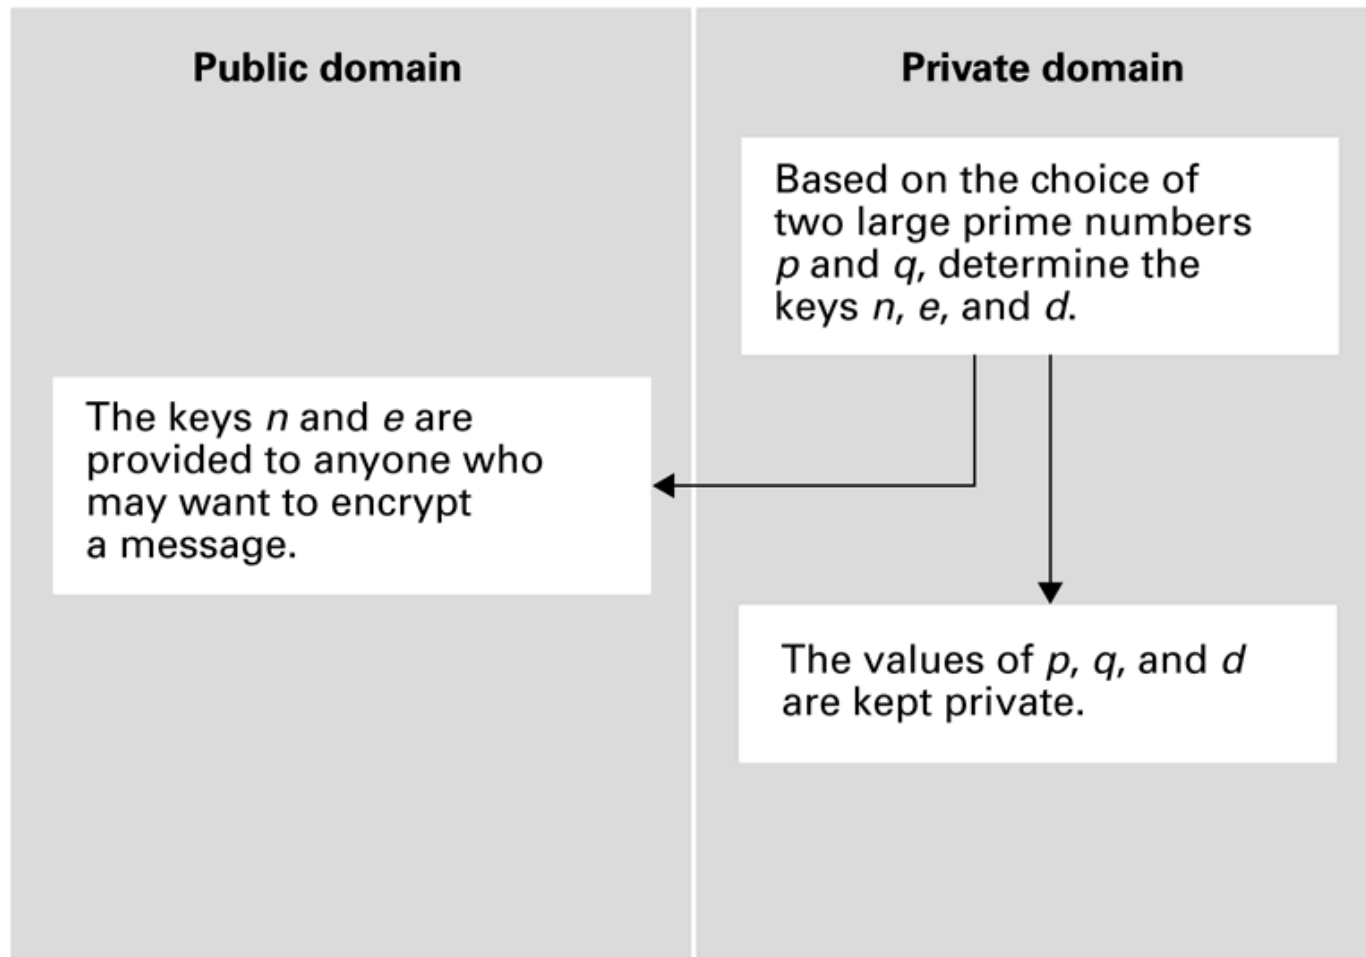 Public domain
Private domain
Based on the choice of
two large prime numbers
p and q, determine the
keys n, e, and d.
The keys n and e are
provided to anyone who
may want to encrypt
a message.
The values of p, q, and d
are kept private.